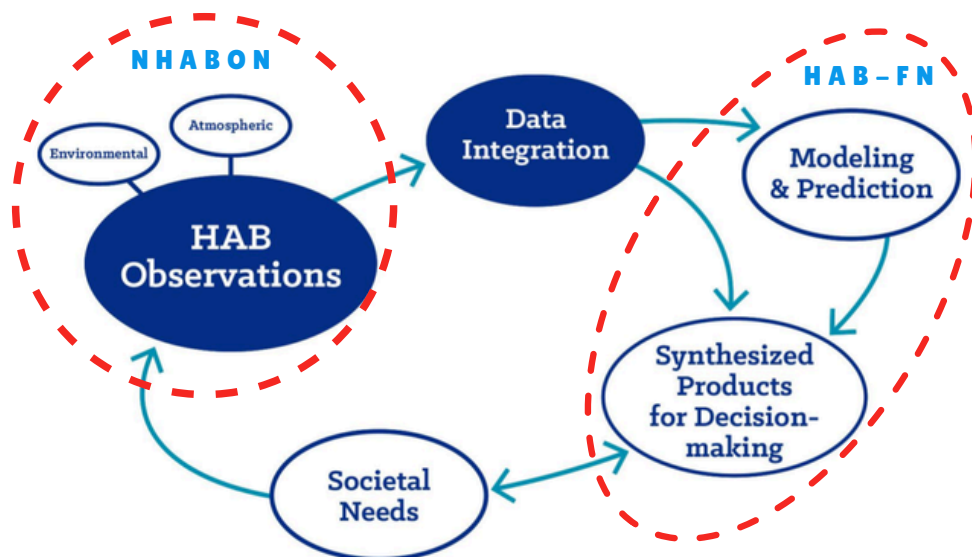 NHABON
HAB-FN
Atmospheric
Environmental
Data
Integration
Modeling
& Prediction
HAB
Observations
Synthesized
Products
for Decision-
making
Societal
Needs